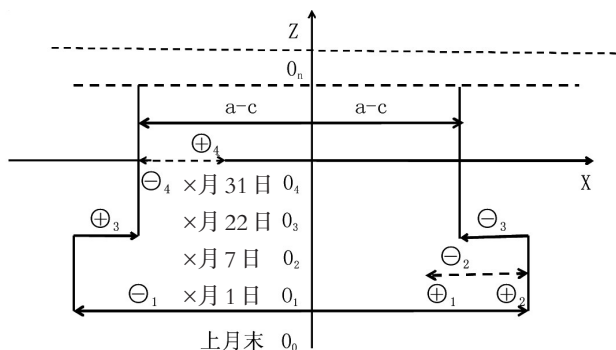 Z
0ₙ
a-c a-c
⊕₄
X
⊖₄ ×月31日 0₄
⊕₃ ×月22日 0₃ ⊖₃
×月7日 0₂ ⊖₂
⊖₁ ×月1日 0₁ ⊕₁ ⊕₂
上月末 0₀